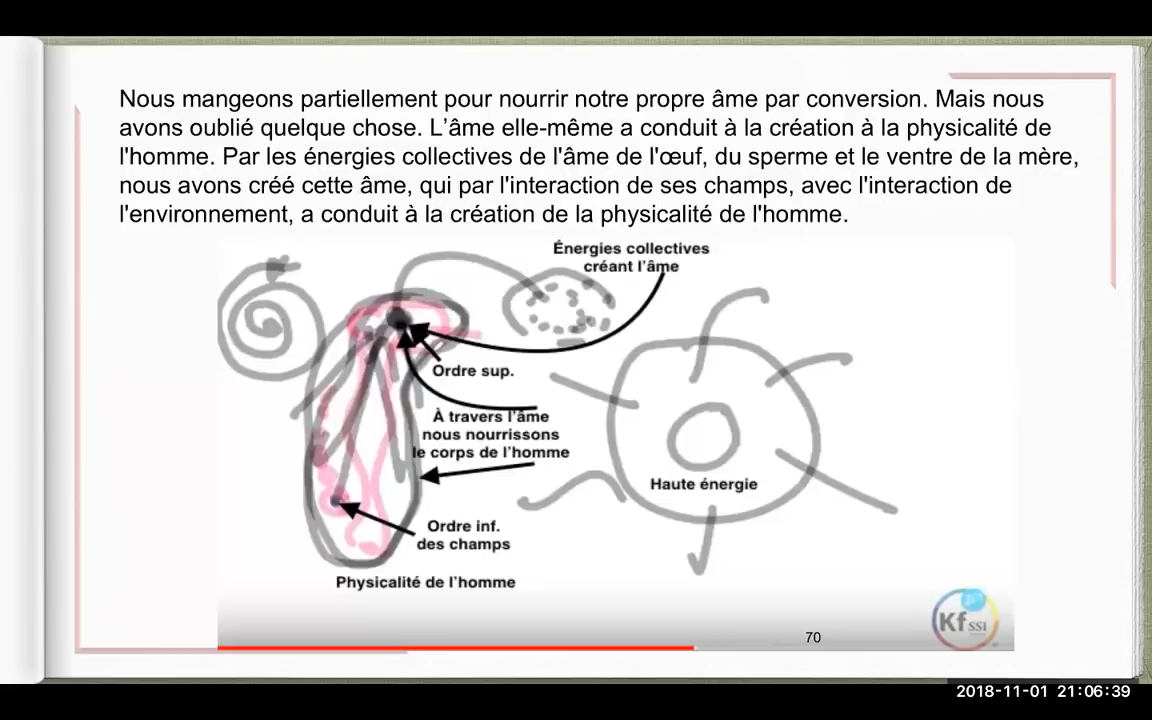 Nous mangeons partiellement pour nourrir notre propre âme par conversion. Mais nous
avons oublié quelque chose. L'âme elle-même a conduit à la création à la physicalité de
l'homme. Par les énergies collectives de l'âme de l'œuf, du sperme et le ventre de la mère,
nous avons créé cette âme, qui par l'interaction de ses champs, avec l'interaction de
l'environnement, a conduit à la création de la physicalité de l'homme.
Énergies collectives
créant l'âme
Ordre sup.
À travers l'âme
nous nourrissons
le corps de l'homme
Haute énergie
Ordre inf.
des champs
Physicalité de l'homme
Kf SSI
70
2018-11-01 21:06:39